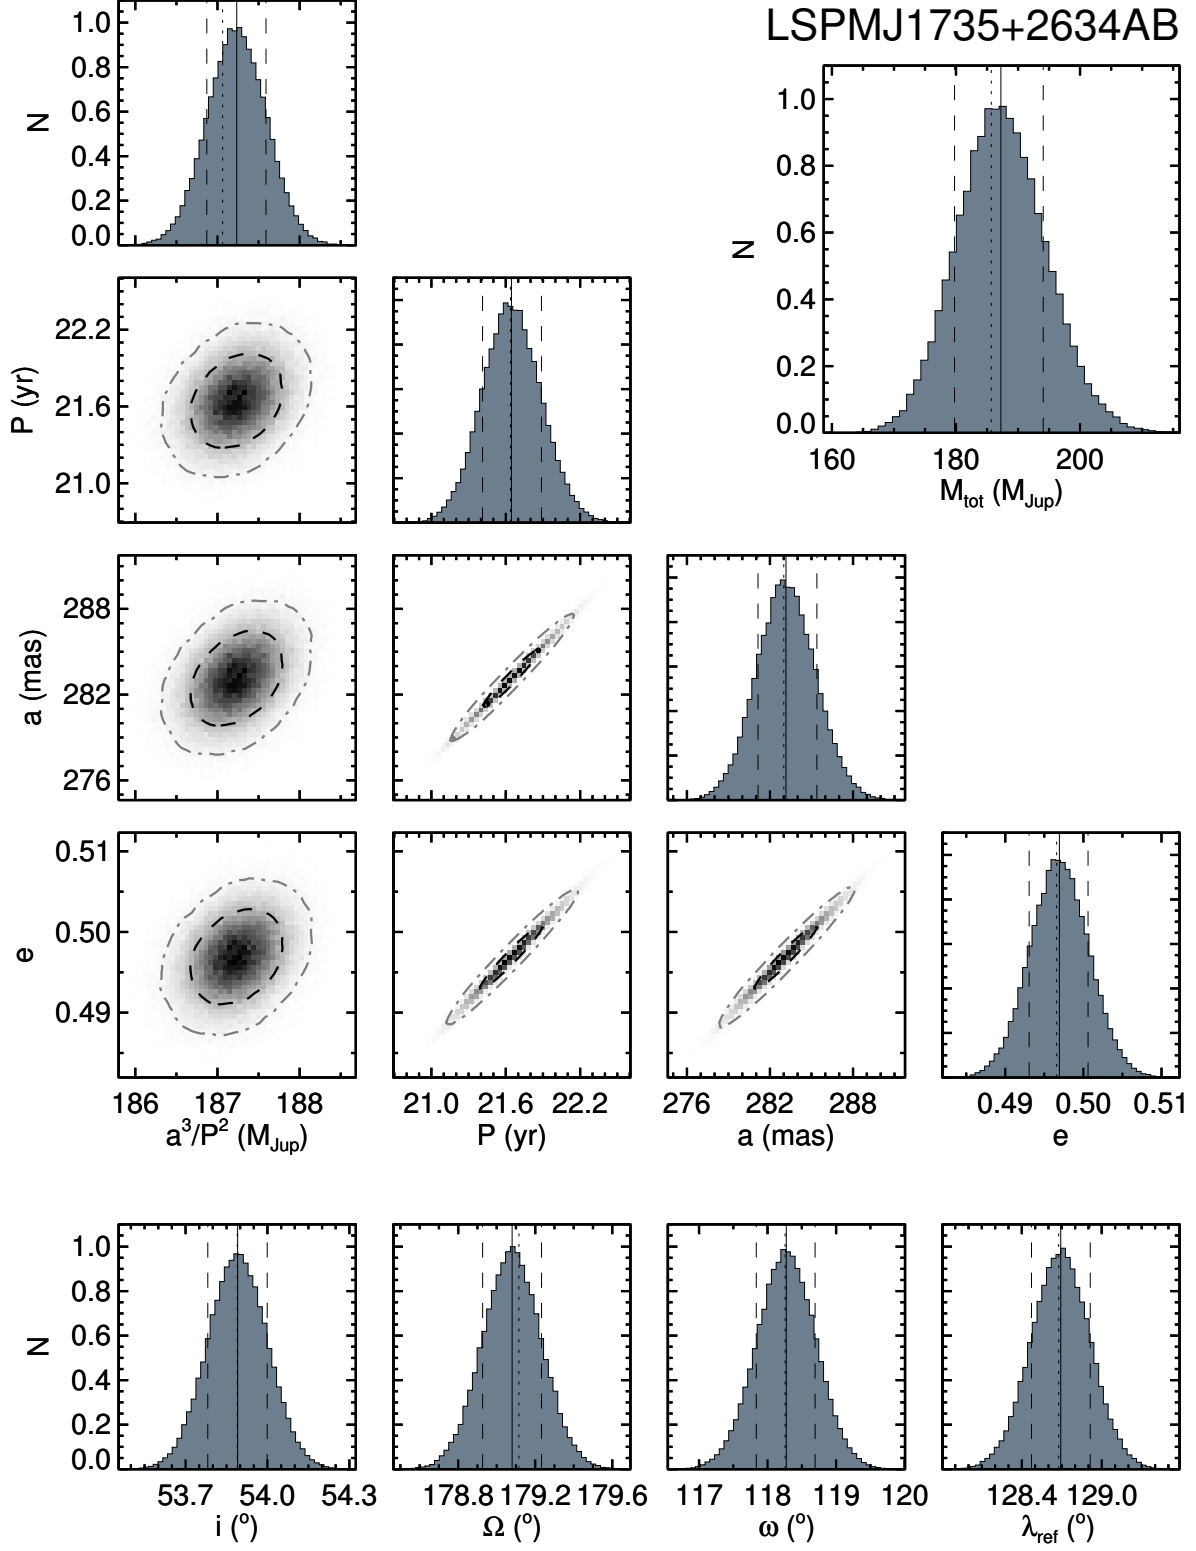 LSPMJ1735+2634AB
1.0
0.8
0.6
0.4
0.2
0.0
N
1.0
0.8
0.6
0.4
0.2
0.0
N
160 180 200
M_tot (M_Jup)
22.2
21.6
21.0
P (yr)
288
282
276
a (mas)
0.51
0.50
0.49
e
186 187 188
a³/P² (M_Jup)
21.0 21.6 22.2
P (yr)
276 282 288
a (mas)
0.49 0.50 0.51
e
1.0
0.8
0.6
0.4
0.2
0.0
N
53.7 54.0 54.3
i (°)
178.8 179.2 179.6
Ω (°)
117 118 119 120
ω (°)
128.4 129.0
λ_ref (°)